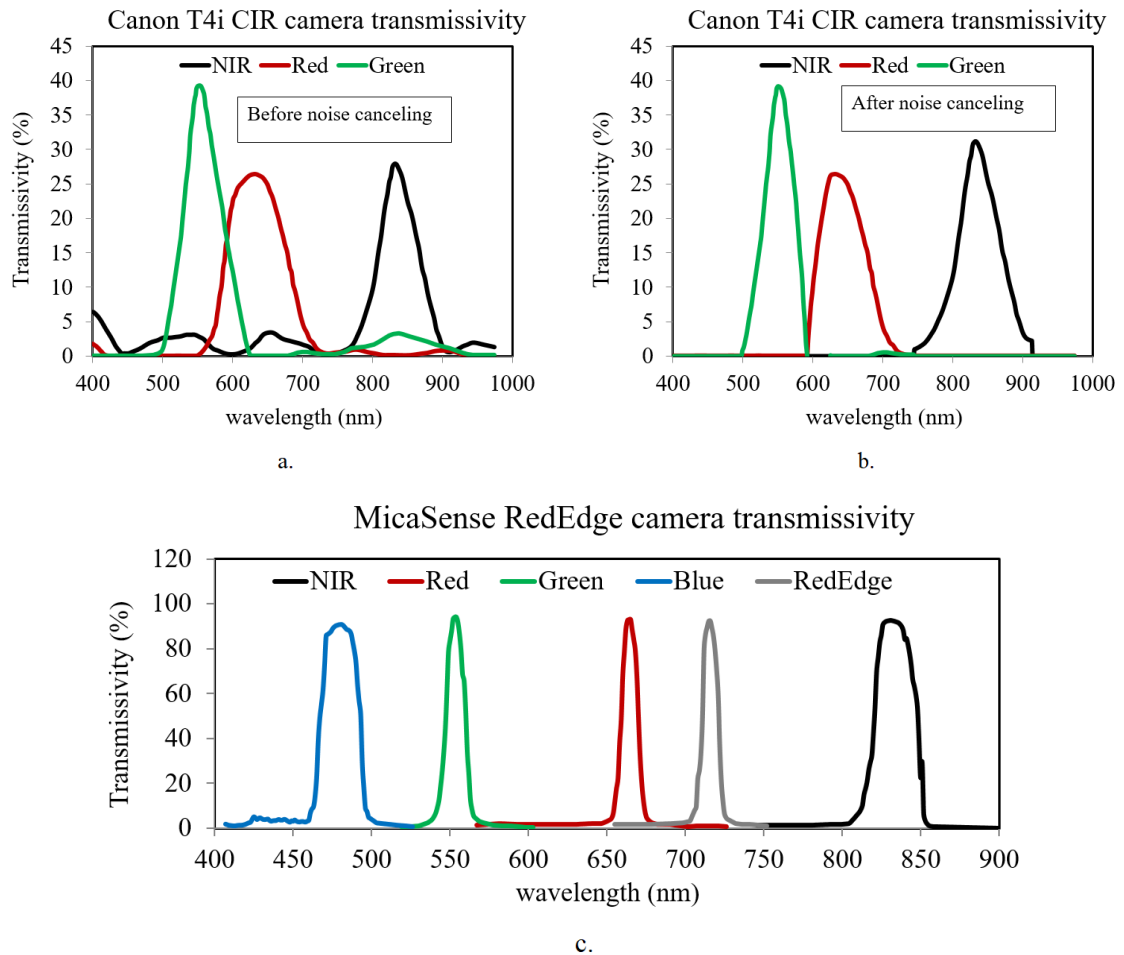 Canon T4i CIR camera transmissivity
45
40
35
30
25
20
15
10
5
0
Transmissivity (%)
NIR Red Green
Before noise canceling
400 500 600 700 800 900 1000
wavelength (nm)
a.
Canon T4i CIR camera transmissivity
45
40
35
30
25
20
15
10
5
0
Transmissivity (%)
NIR Red Green
After noise canceling
400 500 600 700 800 900 1000
wavelength (nm)
b.
MicaSense RedEdge camera transmissivity
120
100
80
60
40
20
0
Transmissivity (%)
NIR Red Green Blue RedEdge
400 450 500 550 600 650 700 750 800 850 900
wavelength (nm)
c.